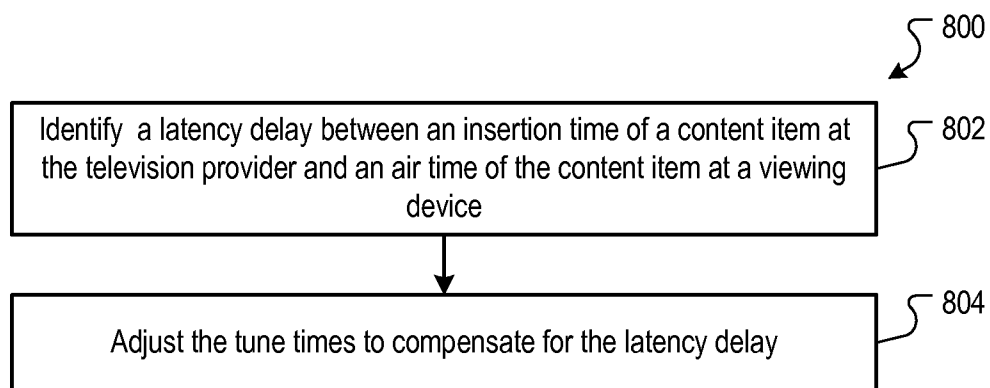 800
Identify a latency delay between an insertion time of a content item at
the television provider and an air time of the content item at a viewing
device
802
Adjust the tune times to compensate for the latency delay
804